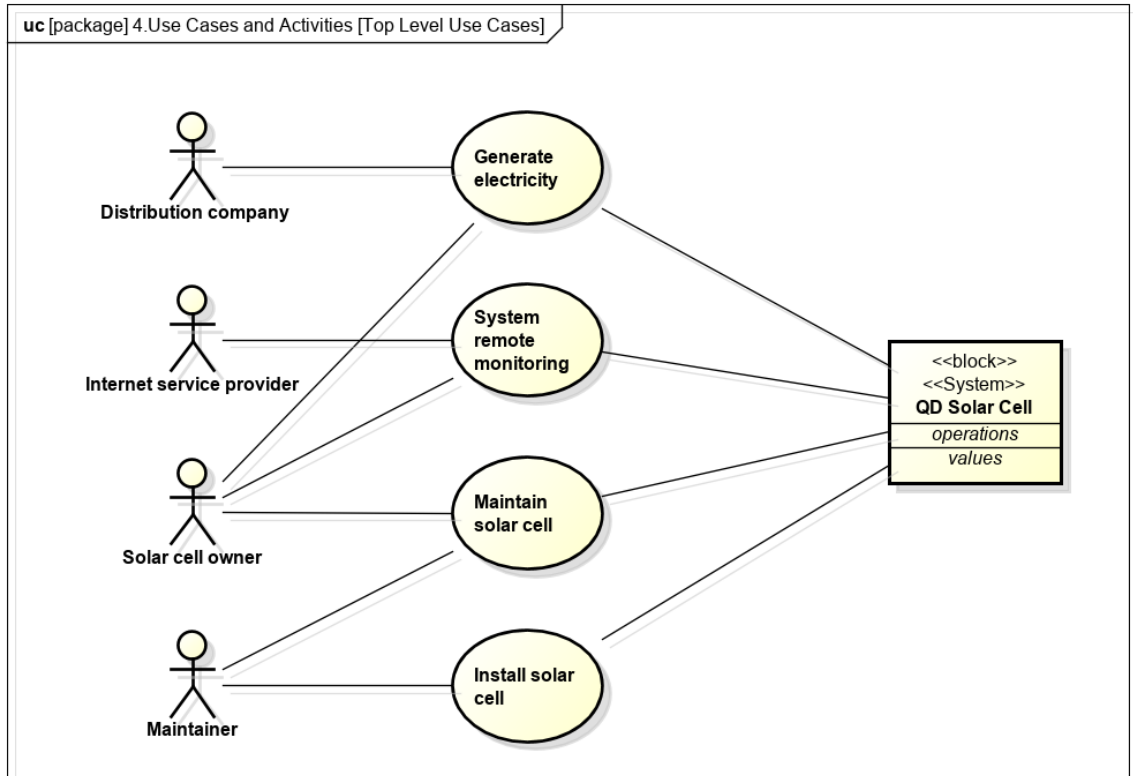 uc [package] 4.Use Cases and Activities [Top Level Use Cases]
Generate
electricity
Distribution company
System
remote
monitoring
Internet service provider
<<block>>
<<System>>
QD Solar Cell
operations
values
Maintain
solar cell
Solar cell owner
Install solar
cell
Maintainer